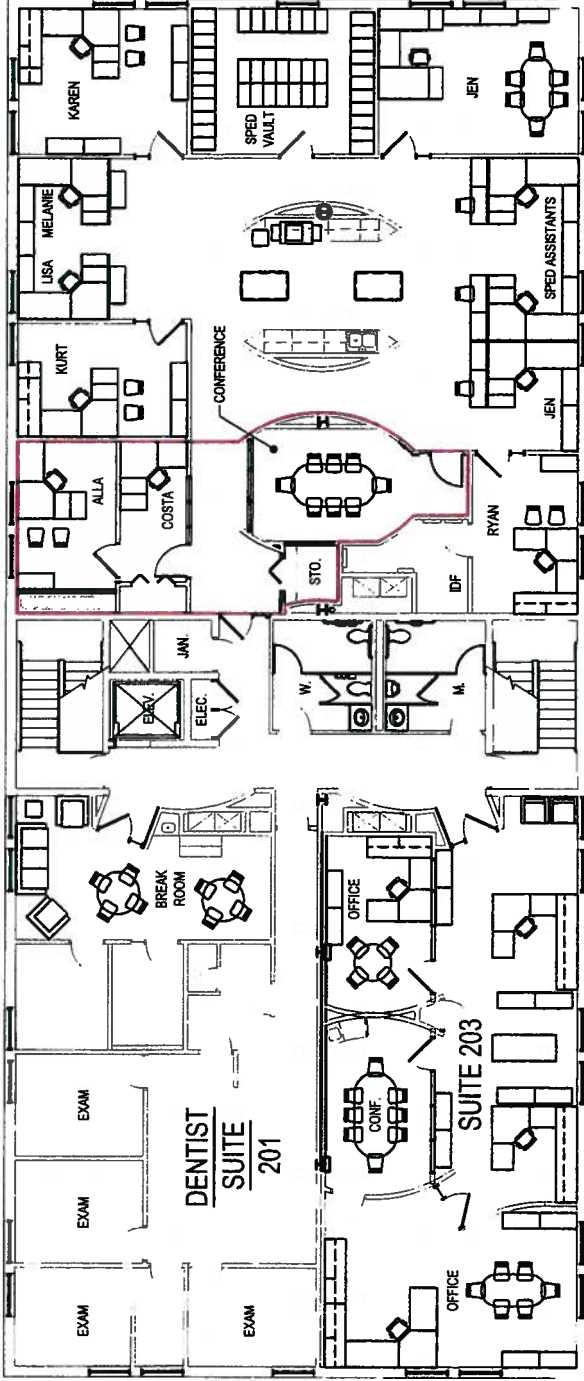 KAREN
SPED
VAULT
JEN
MELANIE
LISA
SPED ASSISTANTS
KURT
CONFERENCE
JEN
ALLA
COSTA
STO.
RYAN
IDF
JAN.
ELEV.
ELEC.
W.
M.
BREAK
ROOM
OFFICE
EXAM
EXAM
EXAM
EXAM
DENTIST
SUITE
201
CONF.
SUITE 203
OFFICE